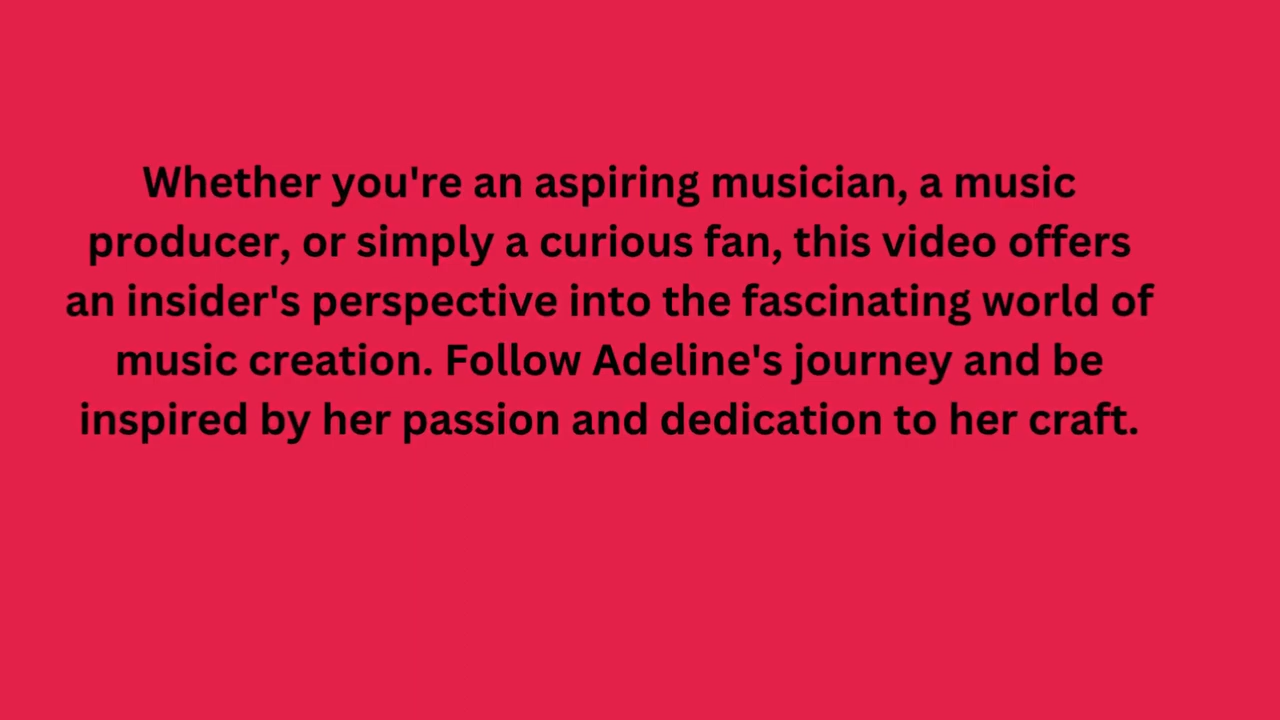 Whether you're an aspiring musician, a music
producer, or simply a curious fan, this video offers
an insider's perspective into the fascinating world of
music creation. Follow Adeline's journey and be
inspired by her passion and dedication to her craft.